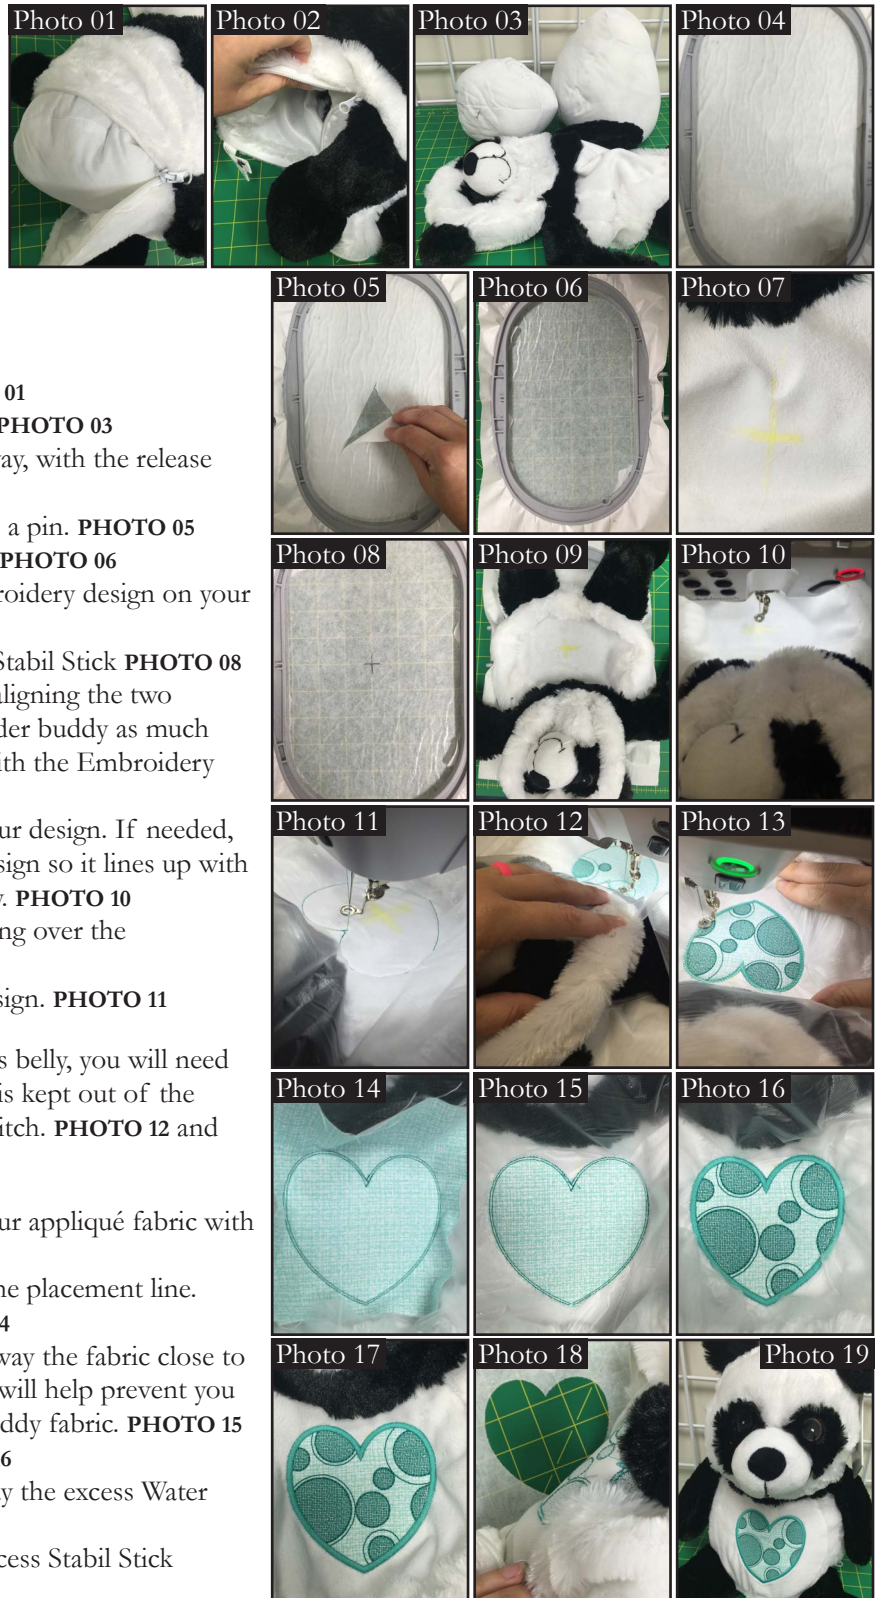 Photo 01
Photo 02
Photo 03
Photo 04
Photo 05
Photo 06
Photo 07
01
PHOTO 03
ay, with the release
a pin. PHOTO 05
PHOTO 06
roidery design on your
Stabil Stick PHOTO 08
aligning the two
der buddy as much
ith the Embroidery
ur design. If needed,
sign so it lines up with
. PHOTO 10
ng over the
sign. PHOTO 11
s belly, you will need
is kept out of the
itch. PHOTO 12 and
ur appliqué fabric with
ne placement line.
4
way the fabric close to
will help prevent you
ddy fabric. PHOTO 15
6
y the excess Water
cess Stabil Stick
Photo 08
Photo 09
Photo 10
Photo 11
Photo 12
Photo 13
Photo 14
Photo 15
Photo 16
Photo 17
Photo 18
Photo 19